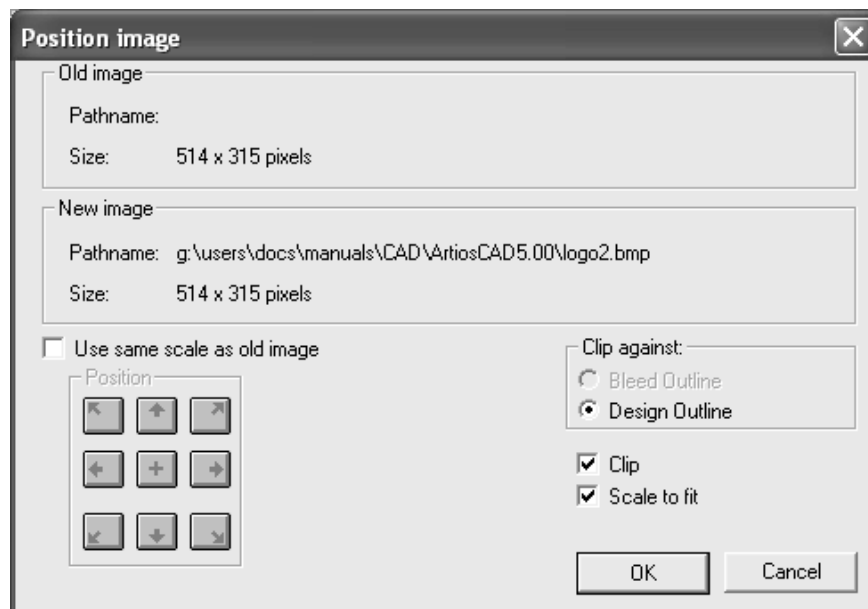 Position image
Old image
Pathname:
Size: 514 x 315 pixels
New image
Pathname: g:\users\docs\manuals\CAD\ArtiosCAD5.00\logo2.bmp
Size: 514 x 315 pixels
Use same scale as old image
Position
Clip against:
Bleed Outline
Design Outline
Clip
Scale to fit
OK Cancel